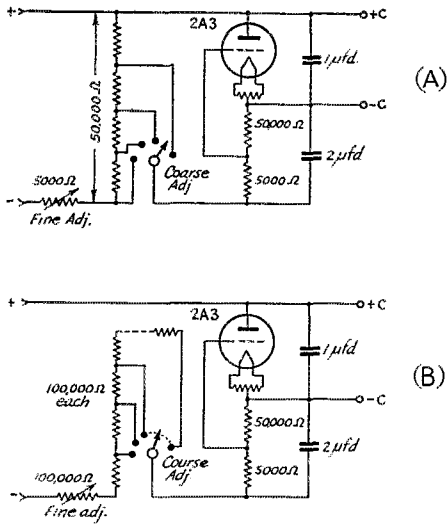 +
2A3
+C
50,000Ω
1µfd.
(A)
-C
50,000Ω
5000Ω
Coarse
Adj.
5000Ω
2µfd
-
Fine Adj.
+
2A3
+C
1µfd
(B)
-C
100,000Ω
each
50,000Ω
100,000Ω
Course
Adj
5000Ω
2µfd
-
Fine adj.